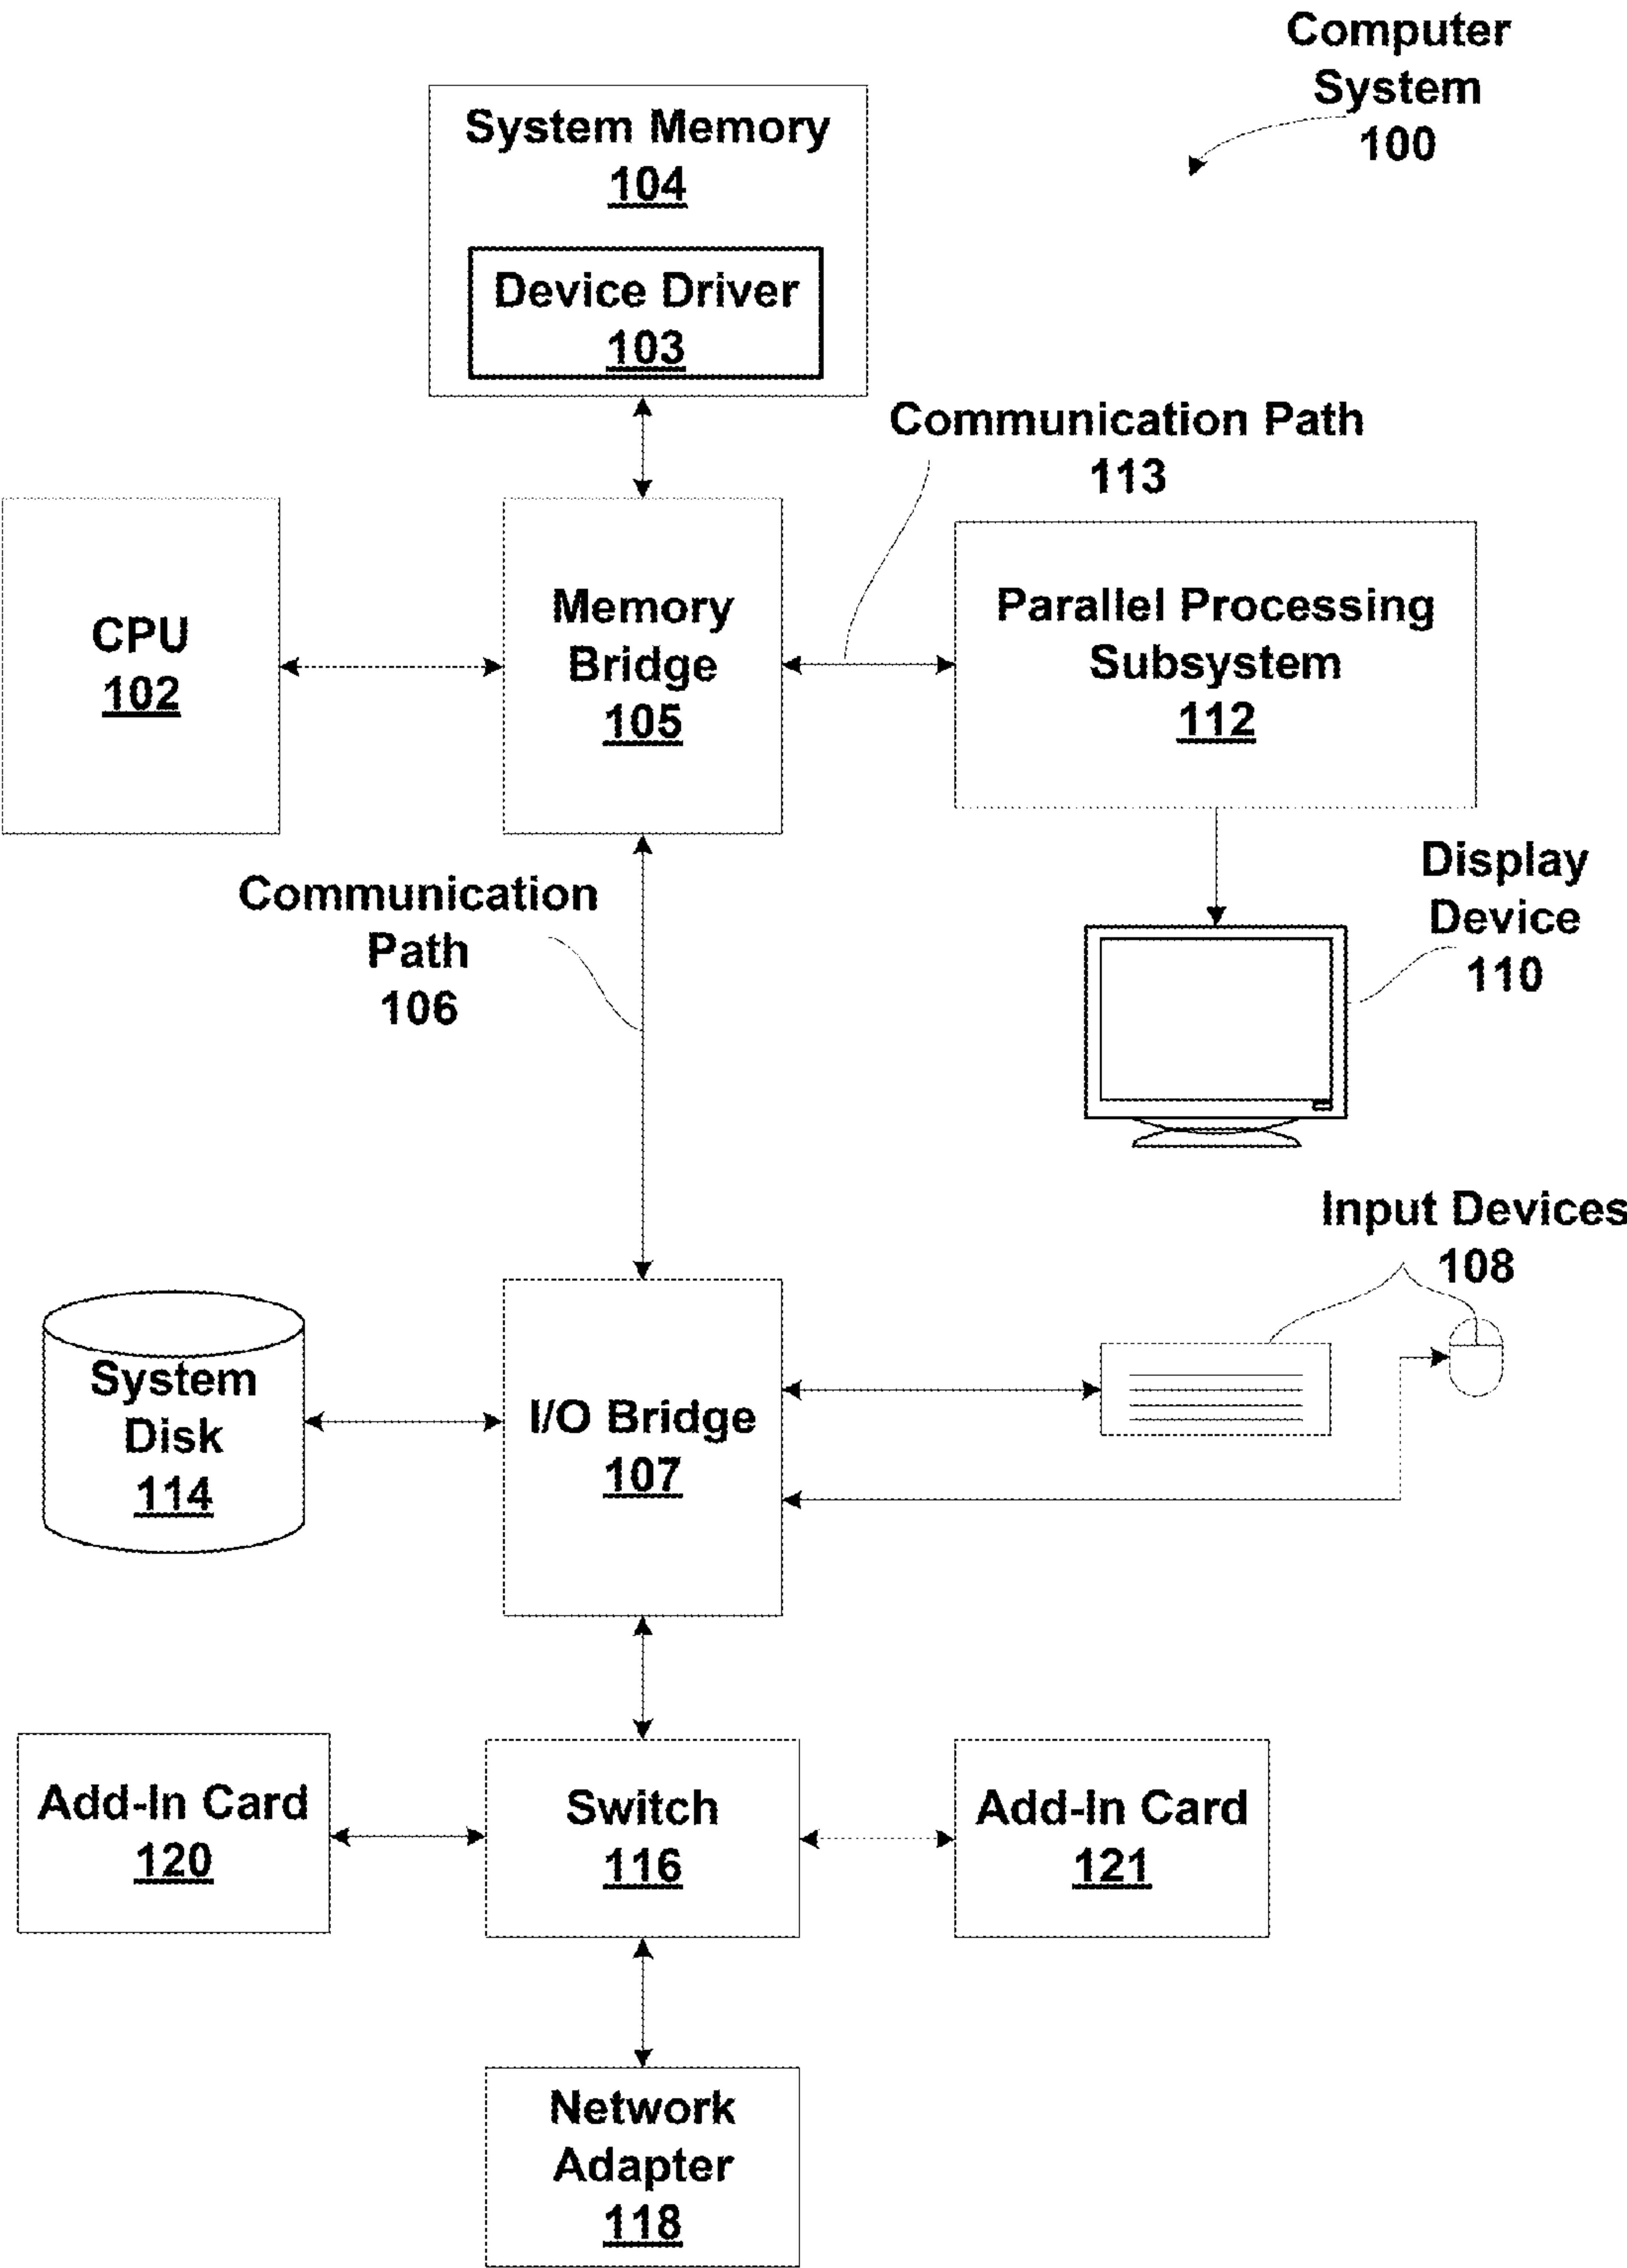 Computer
System
100
System Memory
104
Device Driver
103
Communication Path
113
CPU
102
Memory
Bridge
105
Parallel Processing
Subsystem
112
Communication
Path
106
Display
Device
110
Input Devices
108
System
Disk
114
I/O Bridge
107
Add-In Card
120
Switch
116
Add-In Card
121
Network
Adapter
118